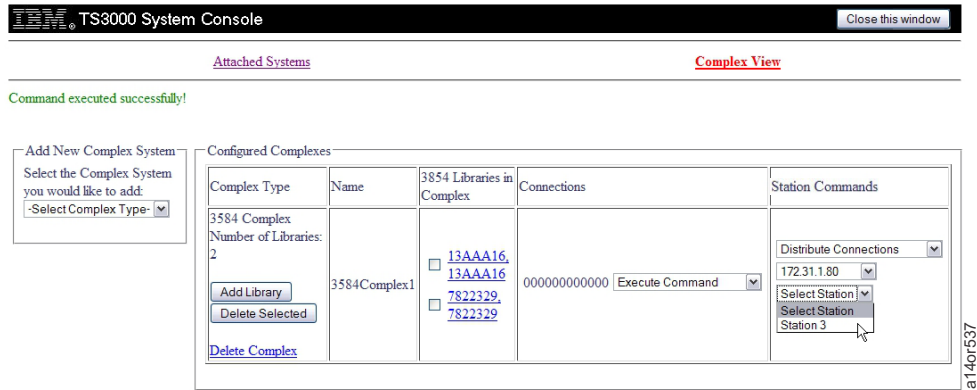 IBM® TS3000 System Console
Close this window
Attached Systems
Complex View
Command executed successfully!
Add New Complex System
Select the Complex System
you would like to add:
-Select Complex Type-
Configured Complexes
Complex Type
Name
3854 Libraries in
Complex
Connections
Station Commands
3584 Complex
Number of Libraries:
2
Add Library
Delete Selected
Delete Complex
3584Complex1
13AAA16,
13AAA16
7822329,
7822329
000000000000
Execute Command
Distribute Connections
172.31.1.80
Select Station
Select Station
Station 3
a14or537